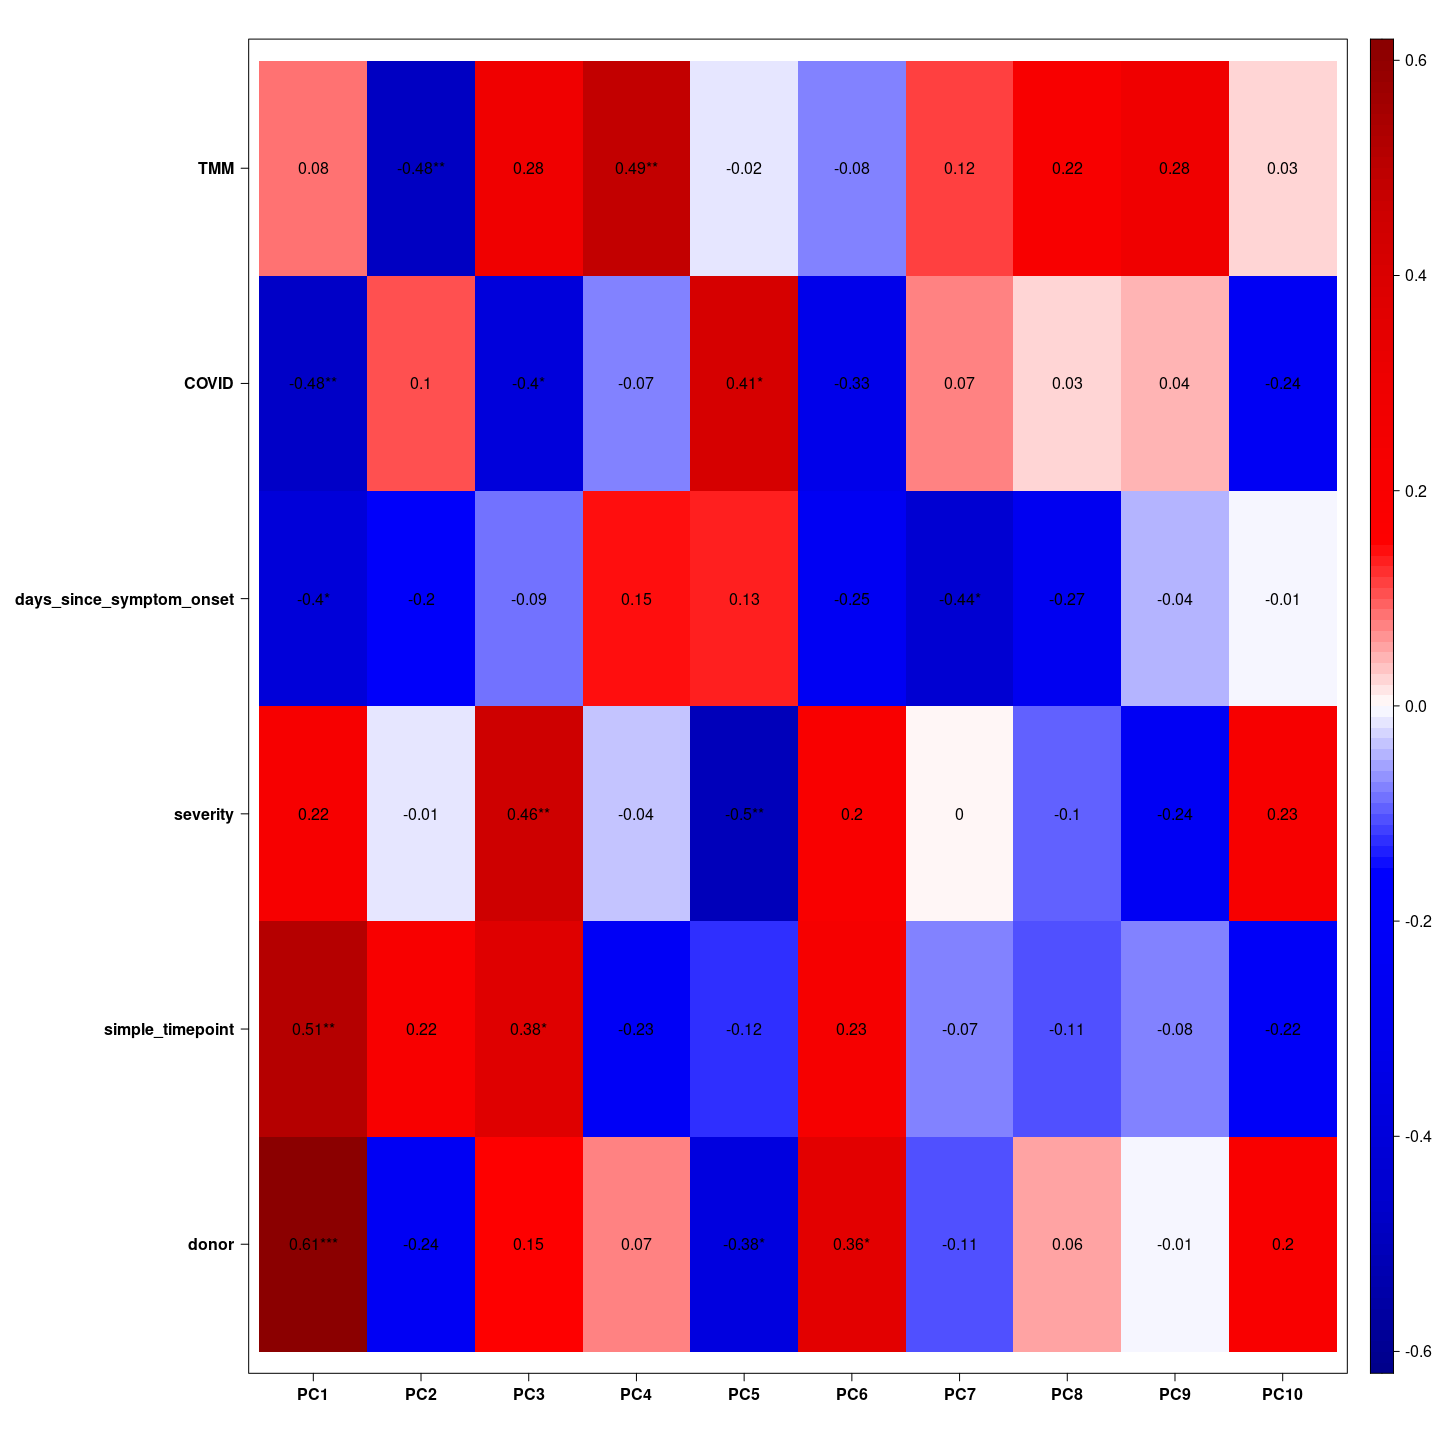 0.6
TMM 0.08 -0.48** 0.28 0.49** -0.02 -0.08 0.12 0.22 0.28 0.03
0.4
COVID -0.48** 0.1 -0.4* -0.07 0.41* -0.33 0.07 0.03 0.04 -0.24
0.2
days_since_symptom_onset -0.4* -0.2 -0.09 0.15 0.13 -0.25 -0.44* -0.27 -0.04 -0.01
0.0
severity 0.22 -0.01 0.46** -0.04 -0.5** 0.2 0 -0.1 -0.24 0.23
-0.2
simple_timepoint 0.51** 0.22 0.38* -0.23 -0.12 0.23 -0.07 -0.11 -0.08 -0.22
-0.4
donor 0.61*** -0.24 0.15 0.07 -0.38* 0.36* -0.11 0.06 -0.01 0.2
-0.6
PC1 PC2 PC3 PC4 PC5 PC6 PC7 PC8 PC9 PC10